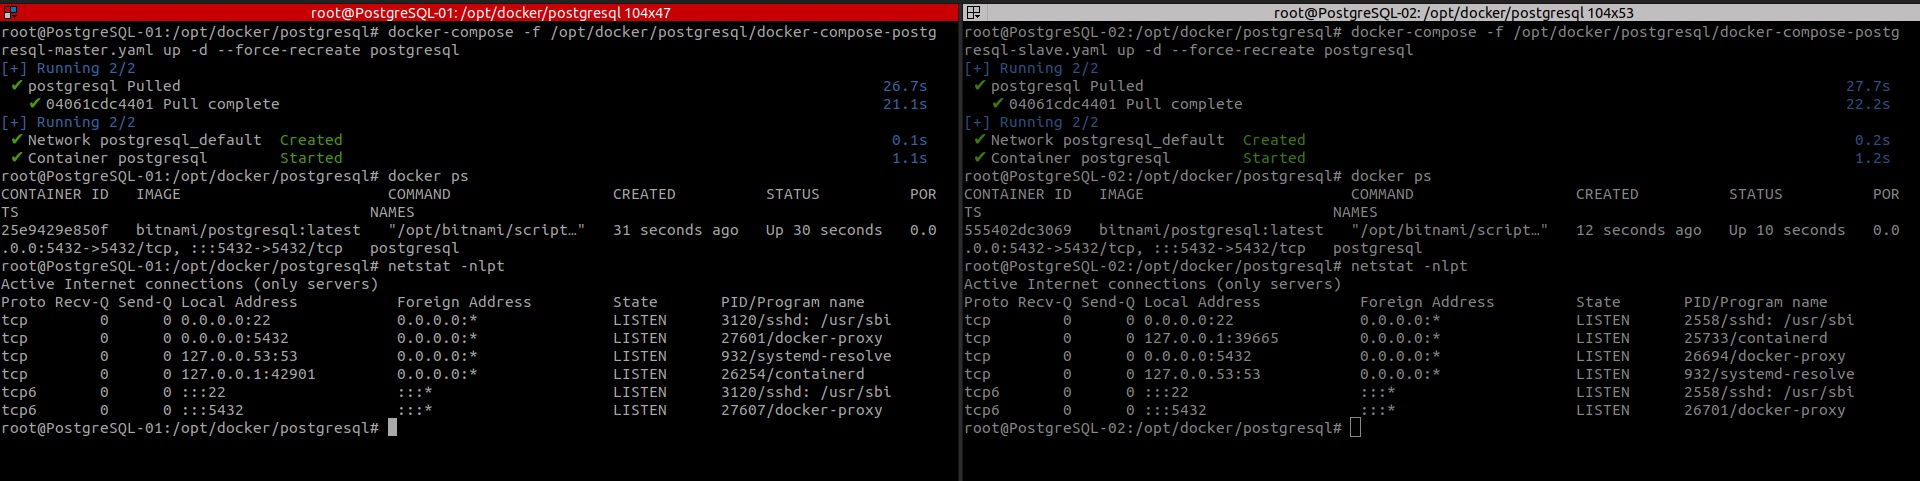 root@PostgreSQL-01: /opt/docker/postgresql 104x47
root@PostgreSQL-01:/opt/docker/postgresql# docker-compose -f /opt/docker/postgresql/docker-compose-postg
resql-master.yaml up -d --force-recreate postgresql
[+] Running 2/2
✔ postgresql Pulled 26.7s
✔ 04061cdc4401 Pull complete 21.1s
[+] Running 2/2
✔ Network postgresql_default Created 0.1s
✔ Container postgresql Started 1.1s
root@PostgreSQL-01:/opt/docker/postgresql# docker ps
CONTAINER ID IMAGE COMMAND CREATED STATUS POR
TS NAMES
25e9429e850f bitnami/postgresql:latest "/opt/bitnami/script…" 31 seconds ago Up 30 seconds 0.0
.0.0:5432->5432/tcp, :::5432->5432/tcp postgresql
root@PostgreSQL-01:/opt/docker/postgresql# netstat -nlpt
Active Internet connections (only servers)
Proto Recv-Q Send-Q Local Address Foreign Address State PID/Program name
tcp 0 0 0.0.0.0:22 0.0.0.0:* LISTEN 3120/sshd: /usr/sbi
tcp 0 0 0.0.0.0:5432 0.0.0.0:* LISTEN 27601/docker-proxy
tcp 0 0 127.0.0.53:53 0.0.0.0:* LISTEN 932/systemd-resolve
tcp 0 0 127.0.0.1:42901 0.0.0.0:* LISTEN 26254/containerd
tcp6 0 0 :::22 :::* LISTEN 3120/sshd: /usr/sbi
tcp6 0 0 :::5432 :::* LISTEN 27607/docker-proxy
root@PostgreSQL-01:/opt/docker/postgresql#
root@PostgreSQL-02: /opt/docker/postgresql 104x53
root@PostgreSQL-02:/opt/docker/postgresql# docker-compose -f /opt/docker/postgresql/docker-compose-postg
resql-slave.yaml up -d --force-recreate postgresql
[+] Running 2/2
✔ postgresql Pulled 27.7s
✔ 04061cdc4401 Pull complete 22.2s
[+] Running 2/2
✔ Network postgresql_default Created 0.2s
✔ Container postgresql Started 1.2s
root@PostgreSQL-02:/opt/docker/postgresql# docker ps
CONTAINER ID IMAGE COMMAND CREATED STATUS POR
TS NAMES
555402dc3069 bitnami/postgresql:latest "/opt/bitnami/script…" 12 seconds ago Up 10 seconds 0.0
.0.0:5432->5432/tcp, :::5432->5432/tcp postgresql
root@PostgreSQL-02:/opt/docker/postgresql# netstat -nlpt
Active Internet connections (only servers)
Proto Recv-Q Send-Q Local Address Foreign Address State PID/Program name
tcp 0 0 0.0.0.0:22 0.0.0.0:* LISTEN 2558/sshd: /usr/sbi
tcp 0 0 127.0.0.1:39665 0.0.0.0:* LISTEN 25733/containerd
tcp 0 0 0.0.0.0:5432 0.0.0.0:* LISTEN 26694/docker-proxy
tcp 0 0 127.0.0.53:53 0.0.0.0:* LISTEN 932/systemd-resolve
tcp6 0 0 :::22 :::* LISTEN 2558/sshd: /usr/sbi
tcp6 0 0 :::5432 :::* LISTEN 26701/docker-proxy
root@PostgreSQL-02:/opt/docker/postgresql#